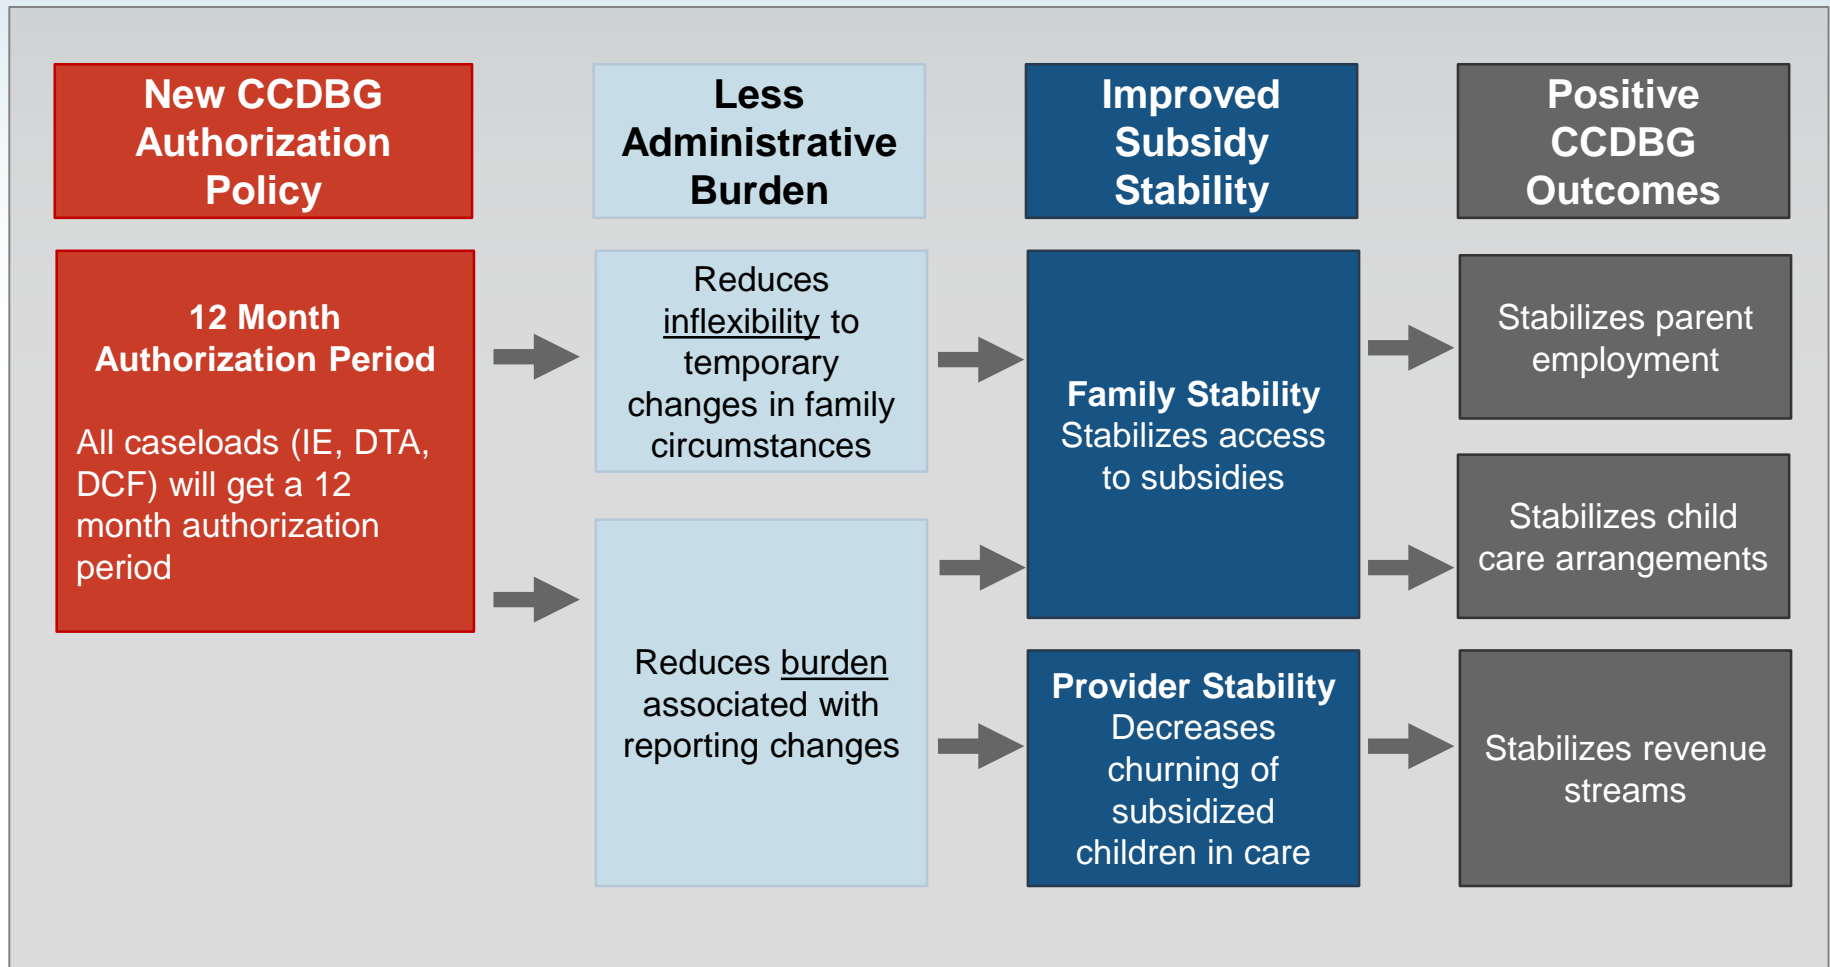 New CCDBG
Authorization
Policy
Less
Administrative
Burden
Improved
Subsidy
Stability
Positive
CCDBG
Outcomes
12 Month
Authorization Period
All caseloads (IE, DTA,
DCF) will get a 12
month authorization
period
Reduces
inflexibility to
temporary
changes in family
circumstances
Reduces burden
associated with
reporting changes
Family Stability
Stabilizes access
to subsidies
Provider Stability
Decreases
churning of
subsidized
children in care
Stabilizes parent
employment
Stabilizes child
care arrangements
Stabilizes revenue
streams